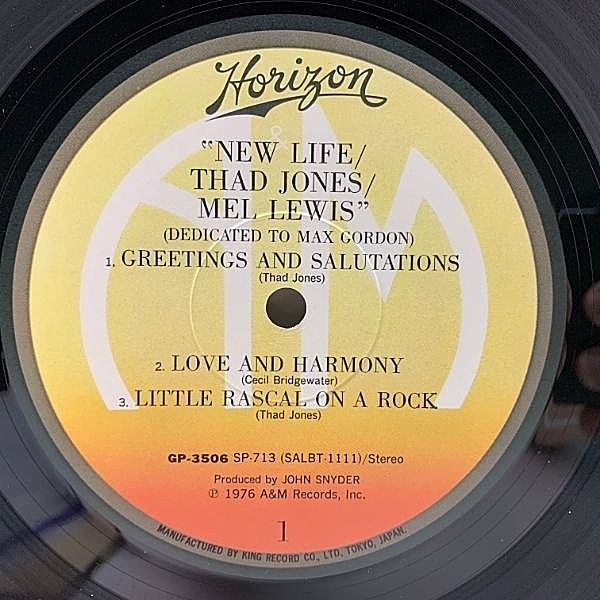 Horizon
&
A M
"NEW LIFE/
THAD JONES/
MEL LEWIS"
(DEDICATED TO MAX GORDON)
1. GREETINGS AND SALUTATIONS
(Thad Jones)
2. LOVE AND HARMONY
(Cecil Bridgewater)
3. LITTLE RASCAL ON A ROCK
(Thad Jones)
GP-3506 SP-713 (SALBT-1111)/Stereo
Produced by JOHN SNYDER
℗ 1976 A&M Records, Inc.
1
MANUFACTURED BY KING RECORD CO., LTD, TOKYO, JAPAN.